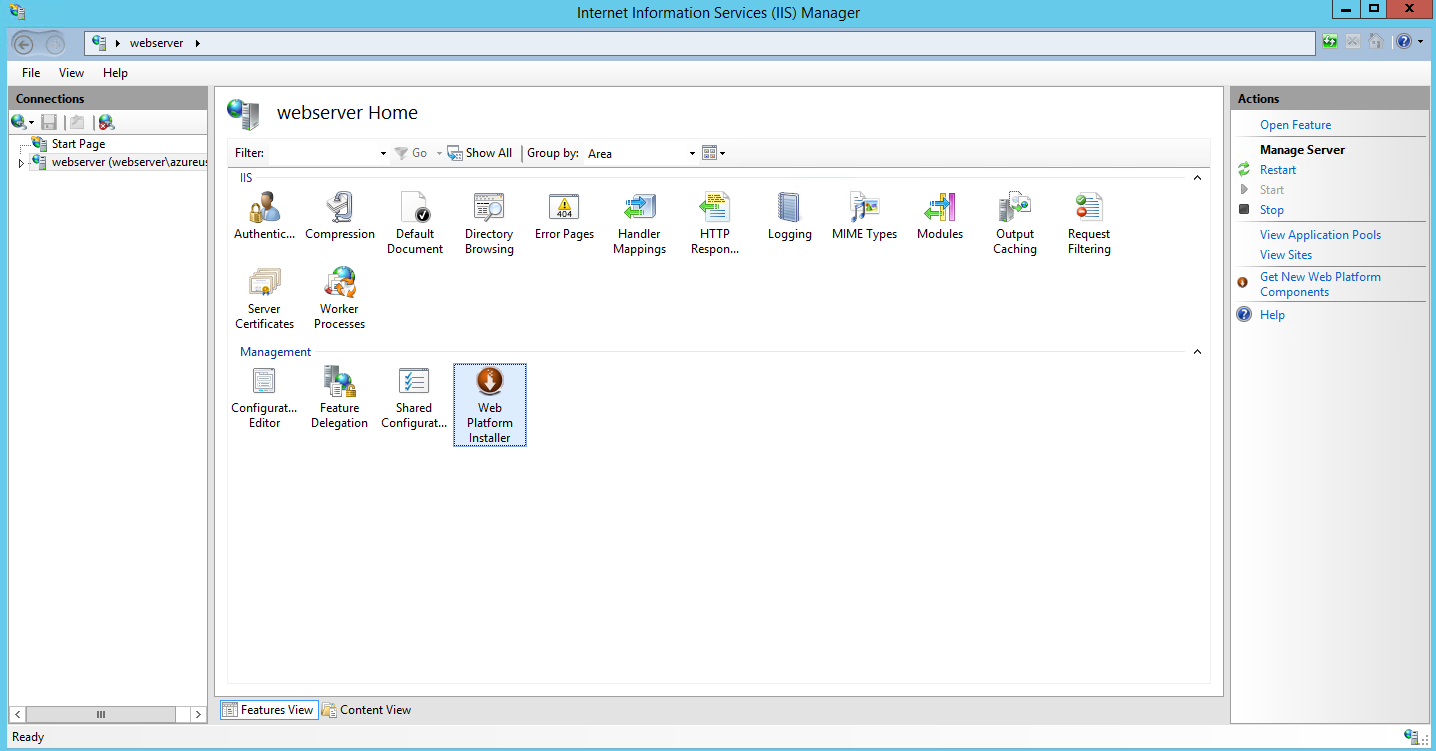 Internet Information Services (IIS) Manager
webserver
File View Help
Connections
Start Page
webserver (webserver\azureus
webserver Home
Filter: Go Show All Group by: Area
IIS
Authentic... Compression Default Document Directory Browsing Error Pages Handler Mappings HTTP Respon... Logging MIME Types Modules Output Caching Request Filtering
404
Server Certificates Worker Processes
Management
Configurat... Editor Feature Delegation Shared Configurat... Web Platform Installer
Features View Content View
Actions
Open Feature
Manage Server
Restart
Start
Stop
View Application Pools
View Sites
Get New Web Platform
Components
Help
Ready